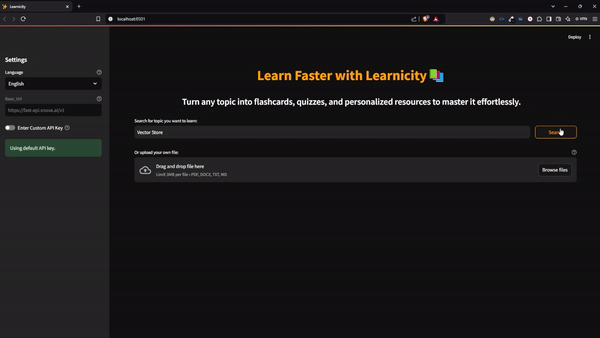 Learnicity
localhost:8501
VPN
Deploy
Settings
Language
English
Base_Url
https://fast-api.snova.ai/v1
Enter Custom API Key
Using default API key.
Learn Faster with Learnicity
Turn any topic into flashcards, quizzes, and personalized resources to master it effortlessly.
Search for topic you want to learn:
Vector Store
Search
Or upload your own file:
Drag and drop file here
Limit 3MB per file • PDF, DOCX, TXT, MD
Browse files